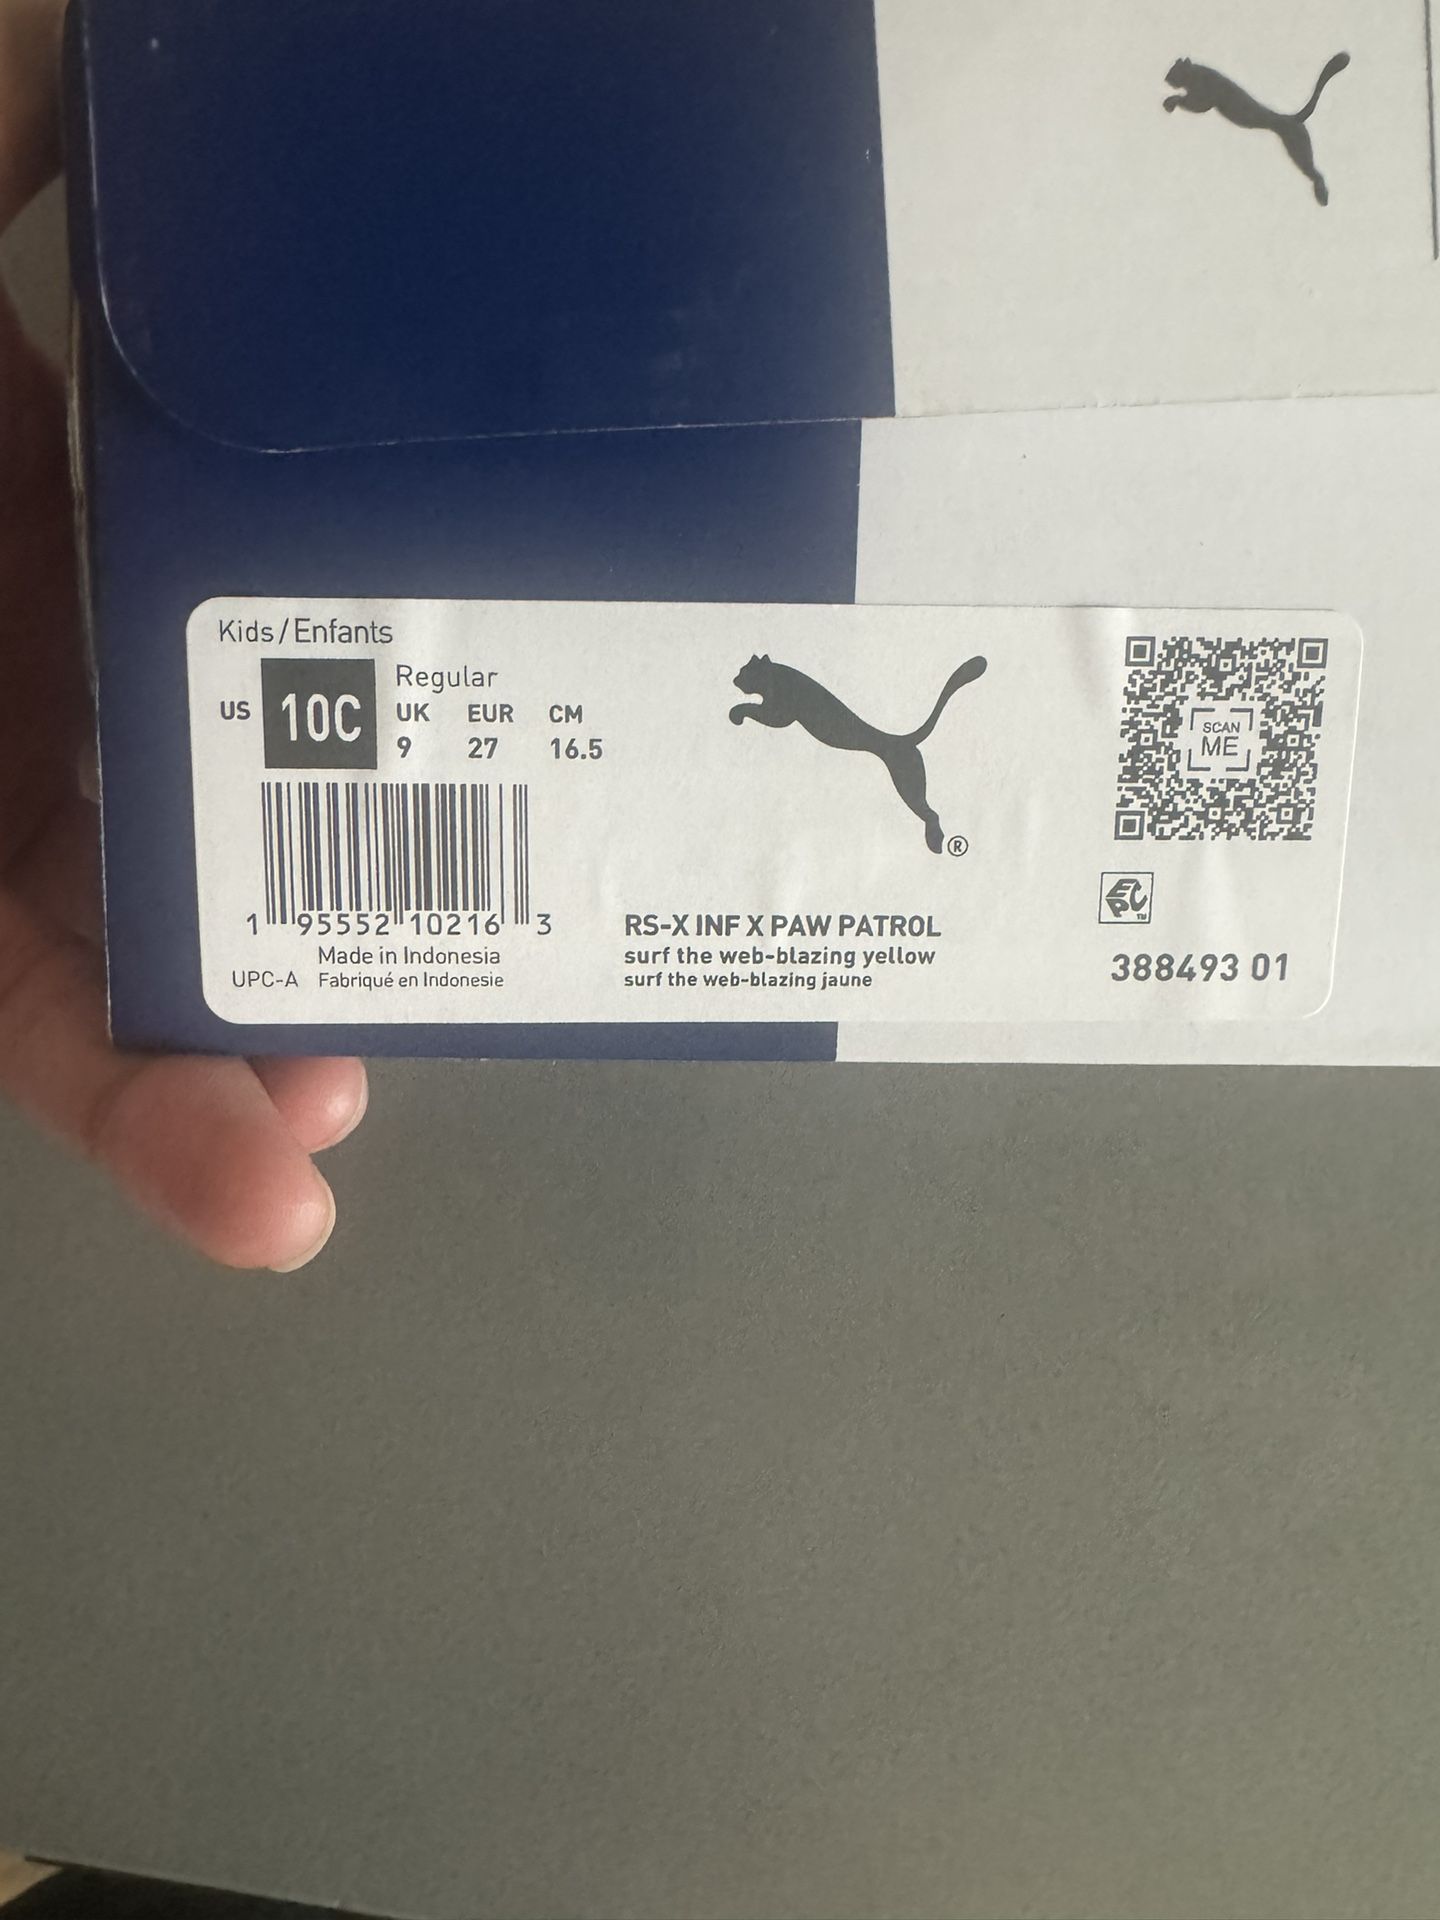 Kids/Enfants
US 10C Regular
UK EUR CM
9 27 16.5
1 95552 10216 3
Made in Indonesia
UPC-A Fabriqué en Indonesie
®
RS-X INF X PAW PATROL
surf the web-blazing yellow
surf the web-blazing jaune
SCAN
ME
EC
PC™
388493 01